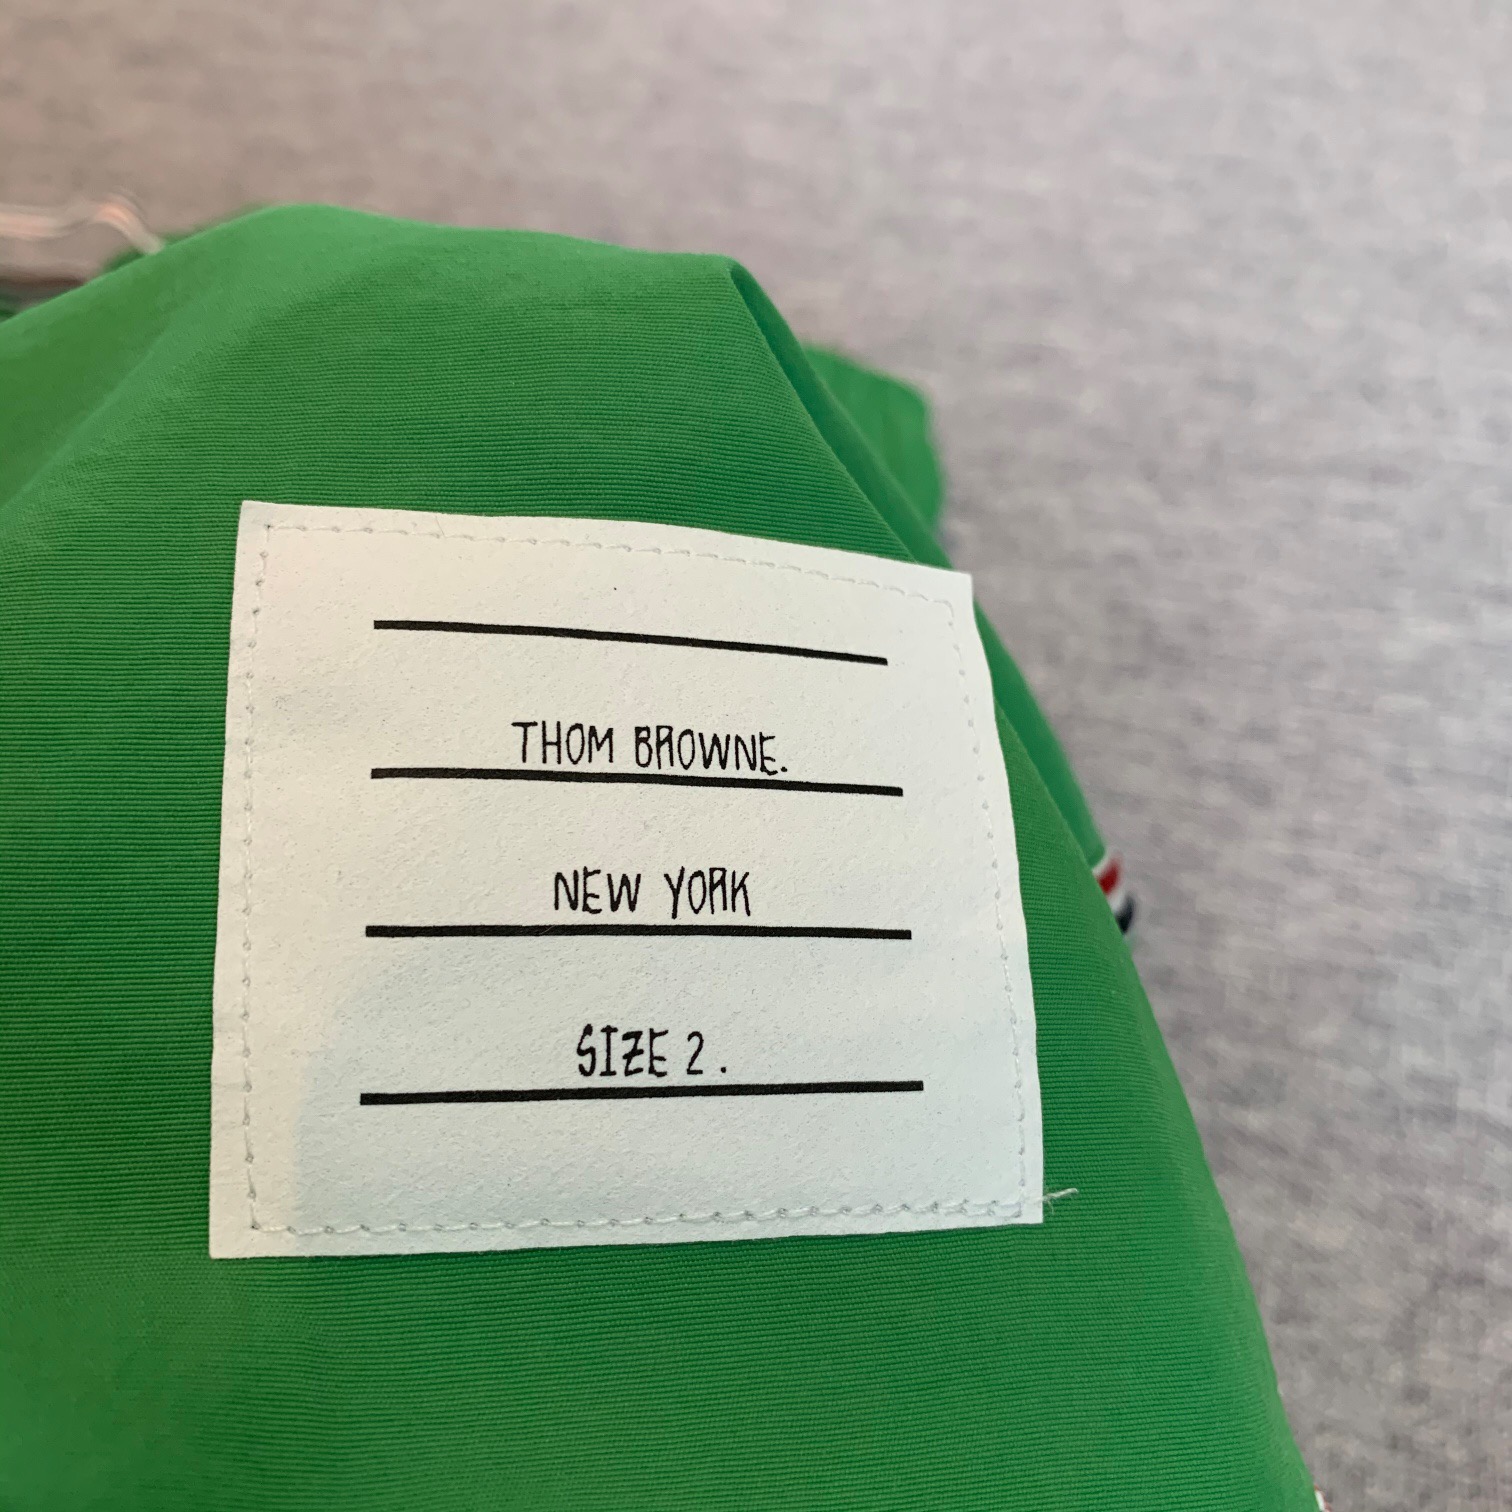 THOM BROWNE.
NEW YORK
SIZE 2.